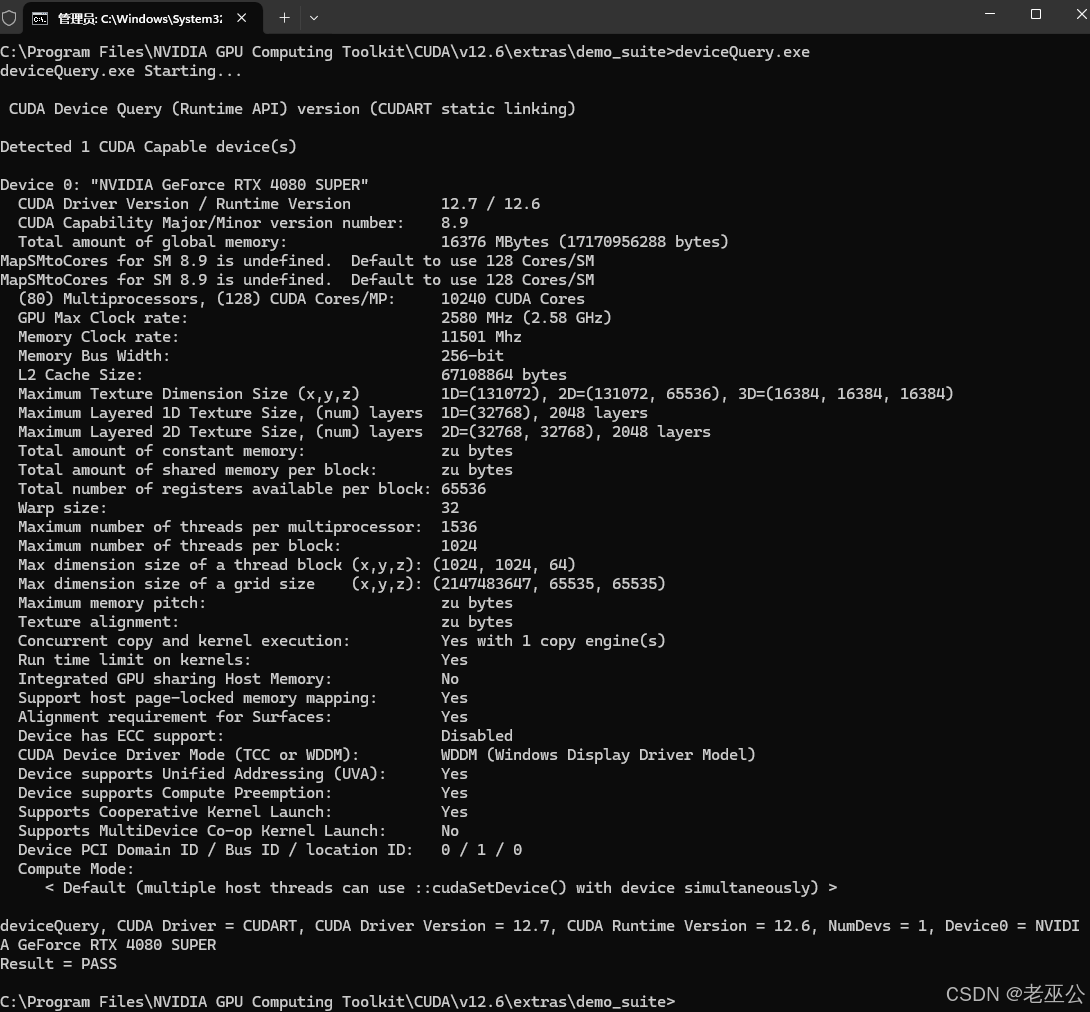 管理员: C:\Windows\System32
C:\Program Files\NVIDIA GPU Computing Toolkit\CUDA\v12.6\extras\demo_suite>deviceQuery.exe
deviceQuery.exe Starting...
CUDA Device Query (Runtime API) version (CUDART static linking)
Detected 1 CUDA Capable device(s)
Device 0: "NVIDIA GeForce RTX 4080 SUPER"
CUDA Driver Version / Runtime Version 12.7 / 12.6
CUDA Capability Major/Minor version number: 8.9
Total amount of global memory: 16376 MBytes (17170956288 bytes)
MapSMtoCores for SM 8.9 is undefined. Default to use 128 Cores/SM
MapSMtoCores for SM 8.9 is undefined. Default to use 128 Cores/SM
(80) Multiprocessors, (128) CUDA Cores/MP: 10240 CUDA Cores
GPU Max Clock rate: 2580 MHz (2.58 GHz)
Memory Clock rate: 11501 Mhz
Memory Bus Width: 256-bit
L2 Cache Size: 67108864 bytes
Maximum Texture Dimension Size (x,y,z) 1D=(131072), 2D=(131072, 65536), 3D=(16384, 16384, 16384)
Maximum Layered 1D Texture Size, (num) layers 1D=(32768), 2048 layers
Maximum Layered 2D Texture Size, (num) layers 2D=(32768, 32768), 2048 layers
Total amount of constant memory: zu bytes
Total amount of shared memory per block: zu bytes
Total number of registers available per block: 65536
Warp size: 32
Maximum number of threads per multiprocessor: 1536
Maximum number of threads per block: 1024
Max dimension size of a thread block (x,y,z): (1024, 1024, 64)
Max dimension size of a grid size (x,y,z): (2147483647, 65535, 65535)
Maximum memory pitch: zu bytes
Texture alignment: zu bytes
Concurrent copy and kernel execution: Yes with 1 copy engine(s)
Run time limit on kernels: Yes
Integrated GPU sharing Host Memory: No
Support host page-locked memory mapping: Yes
Alignment requirement for Surfaces: Yes
Device has ECC support: Disabled
CUDA Device Driver Mode (TCC or WDDM): WDDM (Windows Display Driver Model)
Device supports Unified Addressing (UVA): Yes
Device supports Compute Preemption: Yes
Supports Cooperative Kernel Launch: Yes
Supports MultiDevice Co-op Kernel Launch: No
Device PCI Domain ID / Bus ID / location ID: 0 / 1 / 0
Compute Mode:
< Default (multiple host threads can use ::cudaSetDevice() with device simultaneously) >
deviceQuery, CUDA Driver = CUDART, CUDA Driver Version = 12.7, CUDA Runtime Version = 12.6, NumDevs = 1, Device0 = NVIDI
A GeForce RTX 4080 SUPER
Result = PASS
C:\Program Files\NVIDIA GPU Computing Toolkit\CUDA\v12.6\extras\demo_suite>
CSDN @老巫公